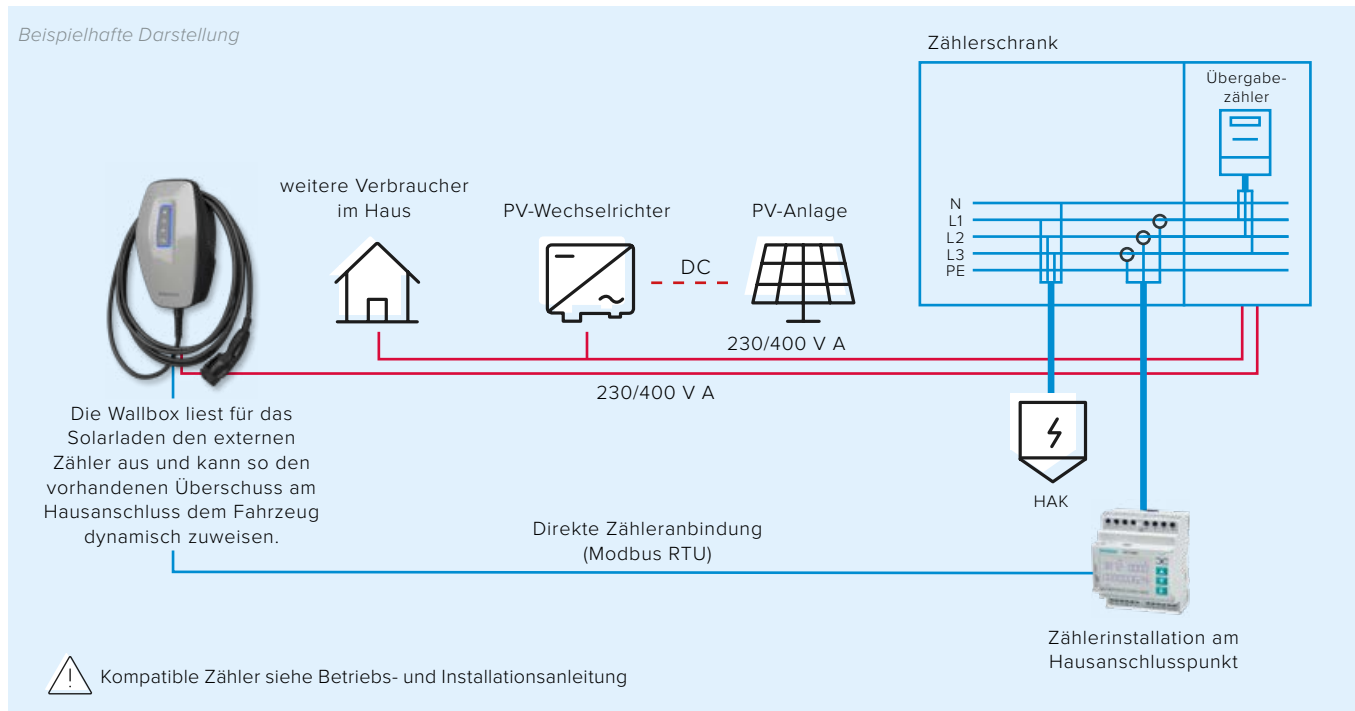 Beispielhafte Darstellung
Zählerschrank
Übergabe-
zähler
weitere Verbraucher
im Haus
PV-Wechselrichter
PV-Anlage
DC
N
L1
L2
L3
PE
230/400 V A
230/400 V A
Die Wallbox liest für das
Solarladen den externen
Zähler aus und kann so den
vorhandenen Überschuss am
Hausanschluss dem Fahrzeug
dynamisch zuweisen.
HAK
Direkte Zähleranbindung
(Modbus RTU)
Zählerinstallation am
Hausanschlusspunkt
Kompatible Zähler siehe Betriebs- und Installationsanleitung